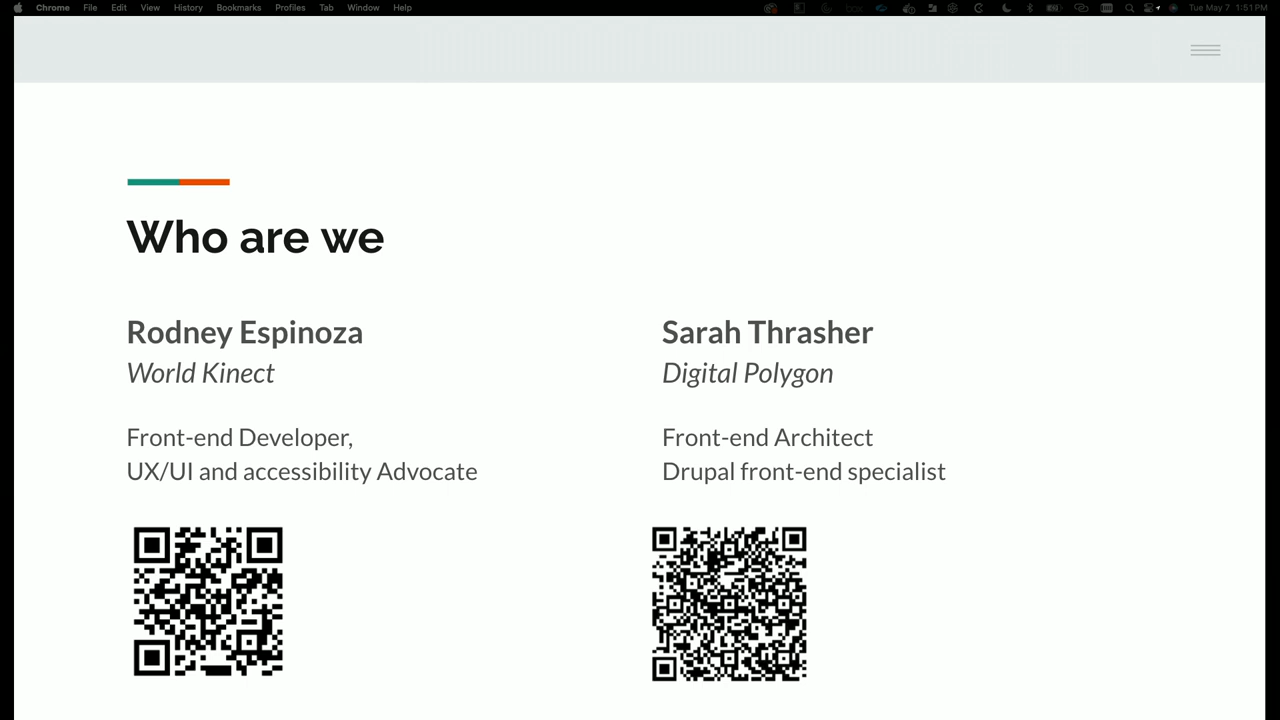 Chrome File Edit View History Bookmarks Profiles Tab Window Help
box
Tue May 7 1:51 PM
Who are we
Rodney Espinoza
World Kinect
Front-end Developer,
UX/UI and accessibility Advocate
Sarah Thrasher
Digital Polygon
Front-end Architect
Drupal front-end specialist